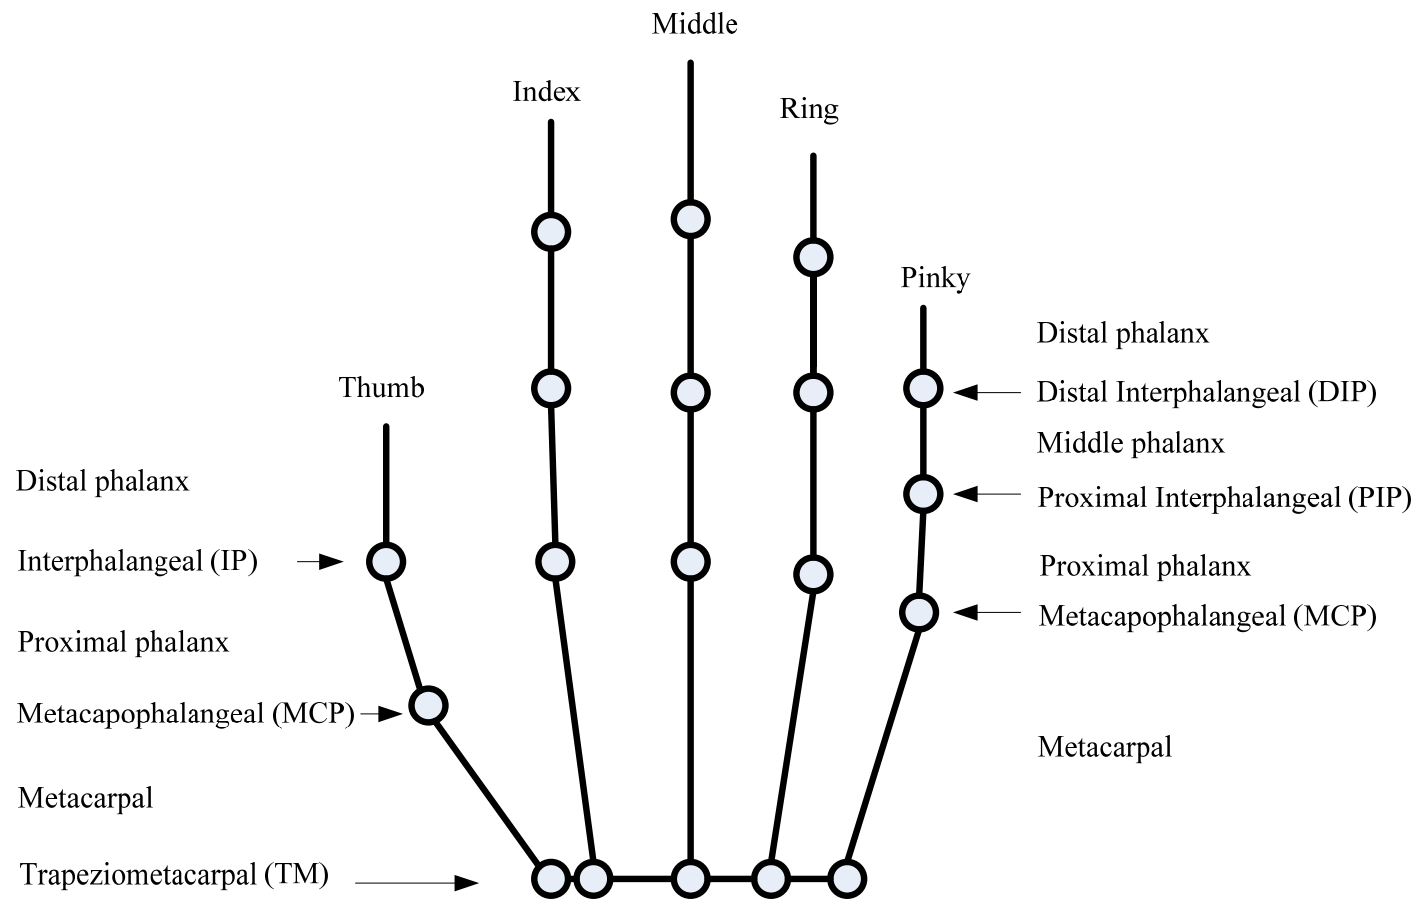 Middle
Index
Ring
Pinky
Thumb
Distal phalanx
Interphalangeal (IP)
Proximal phalanx
Metacapophalangeal (MCP)
Metacarpal
Trapeziometacarpal (TM)
Distal phalanx
Distal Interphalangeal (DIP)
Middle phalanx
Proximal Interphalangeal (PIP)
Proximal phalanx
Metacapophalangeal (MCP)
Metacarpal